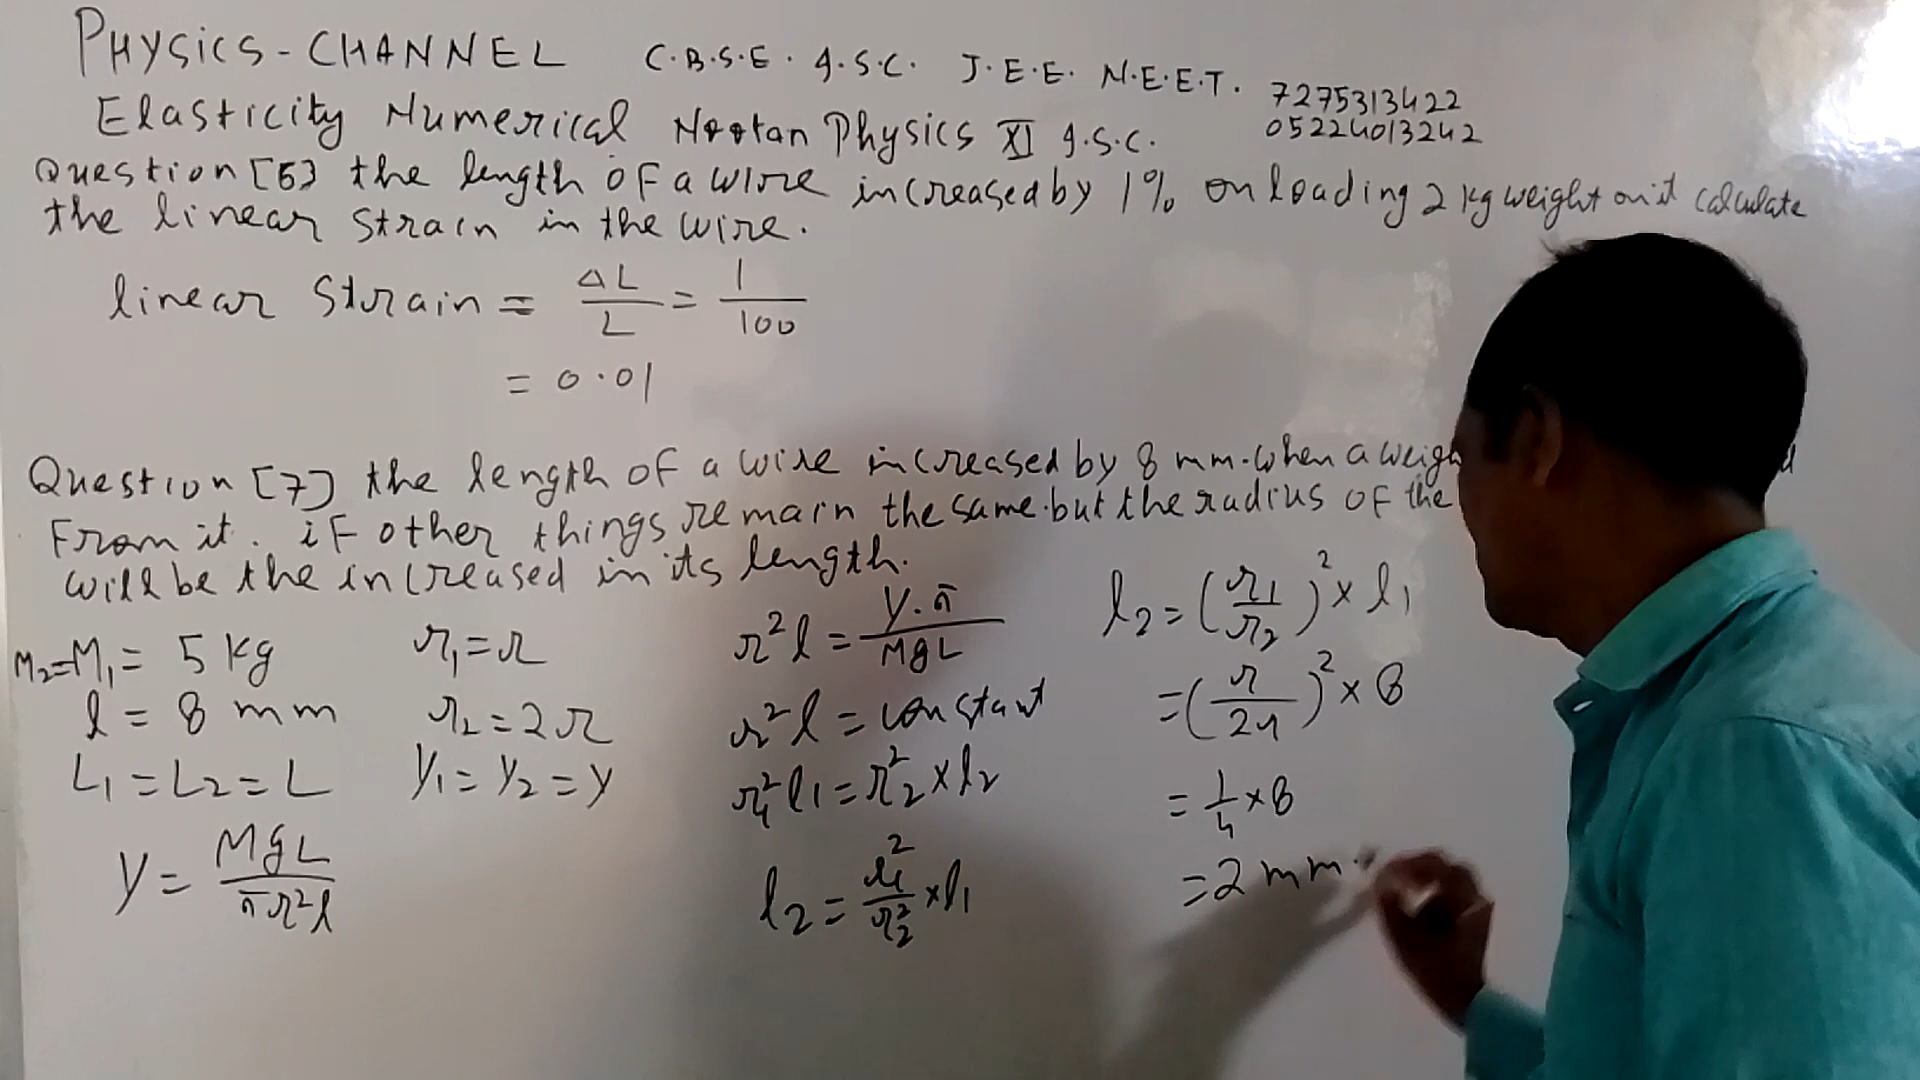 PHYSICS-CHANNEL C.B.S.E. I.S.C. J.E.E. N.E.E.T. 7275313422
Elasticity Numerical Nootan Physics XI I.S.C. 05224013242
Question [6] the length of a wire increased by 1% on loading 2 kg weight on it calculate
the linear strain in the wire.
linear strain = ΔL/L = 1/100
= 0.01
Question [7] the length of a wire increased by 8 mm. when a
From it. if other things remain the same. but the radius of the
will be the increased in its length.
M2=M1 = 5 kg
l = 8 mm
L1 = L2 = L
Y = MgL/πr²l
r1 = r
r2 = 2r
Y1 = Y2 = Y
r²l = Y.π/MgL
r²l = constant
r1²l1 = r2² × l2
l2 = r1²/r2² × l1
l2 = (r1/r2)² × l1
= (r/2r)² × 8
= 1/4 × 8
= 2 mm.